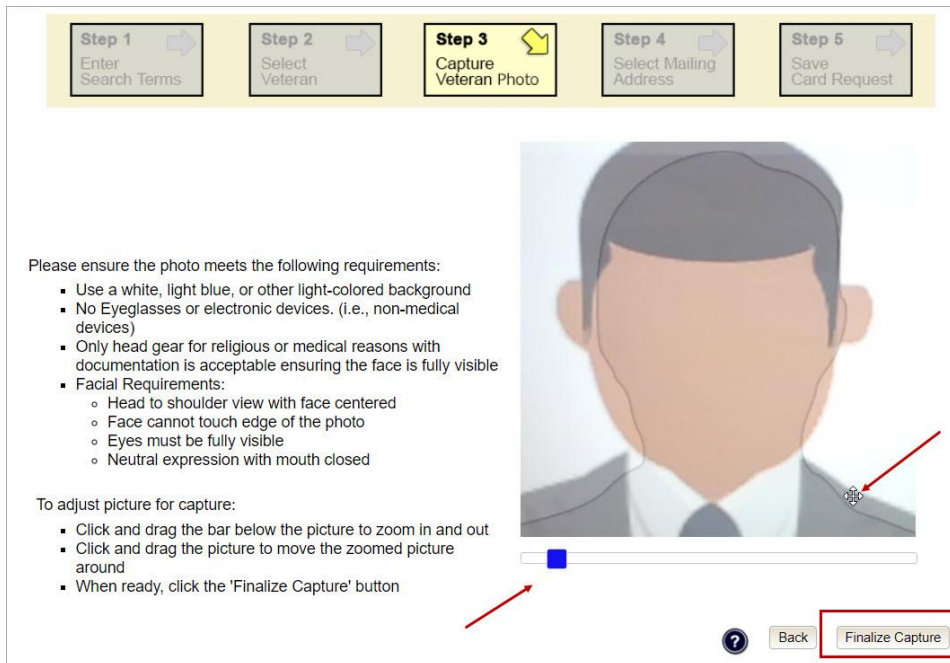 Step 1
Enter
Search Terms
Step 2
Select
Veteran
Step 3
Capture
Veteran Photo
Step 4
Select Mailing
Address
Step 5
Save
Card Request
Please ensure the photo meets the following requirements:
▪ Use a white, light blue, or other light-colored background
▪ No Eyeglasses or electronic devices. (i.e., non-medical
devices)
▪ Only head gear for religious or medical reasons with
documentation is acceptable ensuring the face is fully visible
▪ Facial Requirements:
◦ Head to shoulder view with face centered
◦ Face cannot touch edge of the photo
◦ Eyes must be fully visible
◦ Neutral expression with mouth closed
To adjust picture for capture:
▪ Click and drag the bar below the picture to zoom in and out
▪ Click and drag the picture to move the zoomed picture
around
▪ When ready, click the 'Finalize Capture' button
? Back Finalize Capture